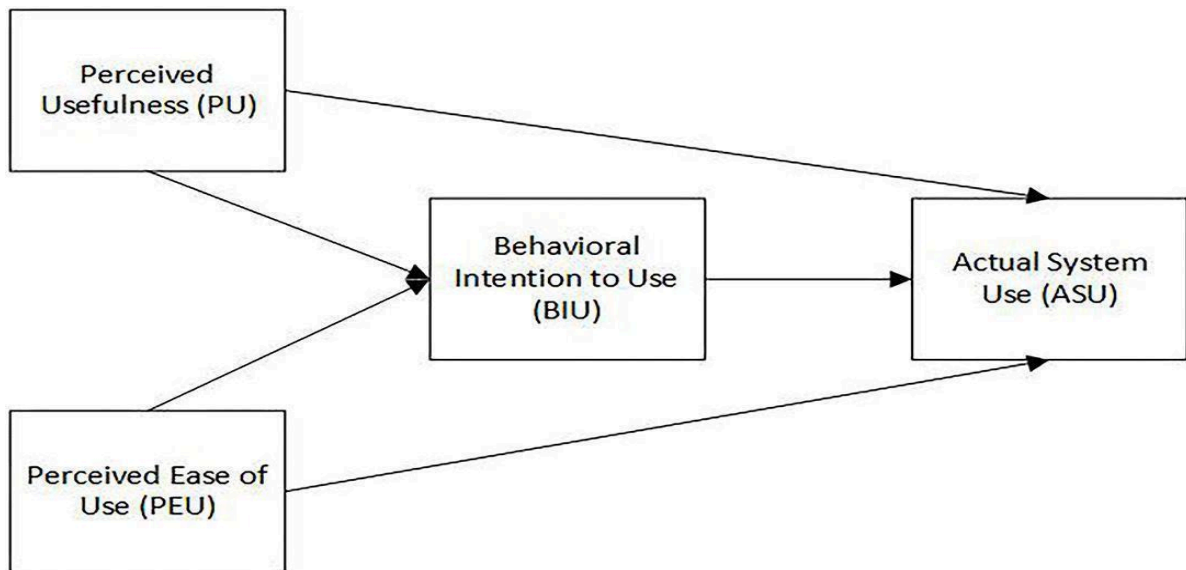 Perceived
Usefulness (PU)
Behavioral
Intention to Use
(BIU)
Actual System
Use (ASU)
Perceived Ease of
Use (PEU)